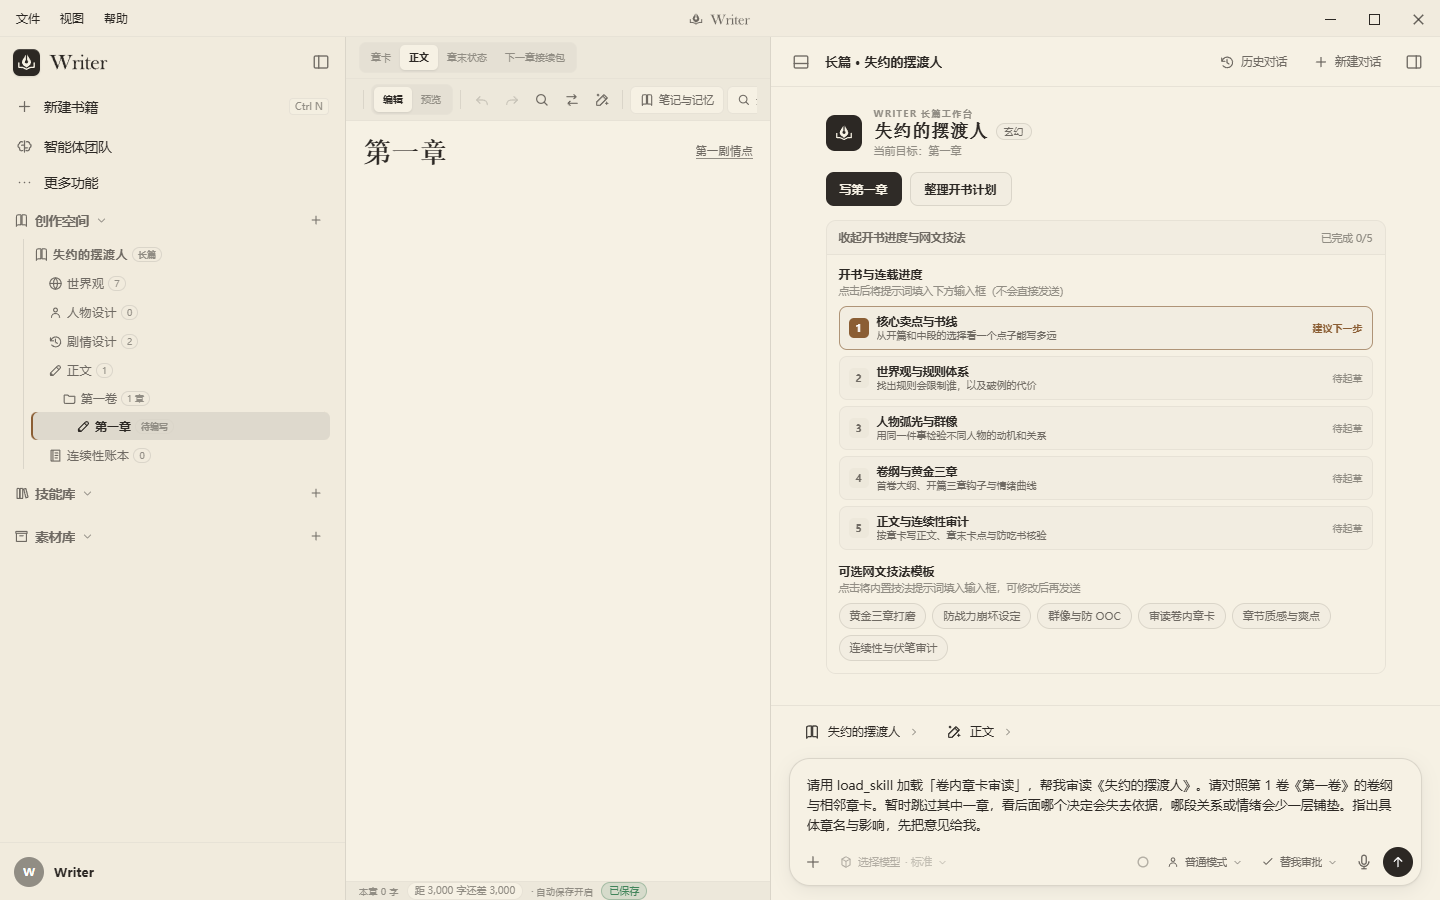 文件 视图 帮助
Writer
Writer
新建书籍 Ctrl N
智能体团队
更多功能
创作空间
失约的摆渡人 长篇
世界观 7
人物设计 0
剧情设计 2
正文 1
第一卷 1 章
第一章 待编写
连续性账本 0
技能库
素材库
W Writer
章卡 正文 章末状态 下一章接续包
编辑 预览 笔记与记忆
第一章 第一剧情点
本章 0 字 距 3,000 字还差 3,000 · 自动保存开启 已保存
长篇 • 失约的摆渡人 历史对话 新建对话
WRITER 长篇工作台
失约的摆渡人 玄幻
当前目标：第一章
写第一章 整理开书计划
收起开书进度与网文技法 已完成 0/5
开书与连载进度
点击后将提示词填入下方输入框（不会直接发送）
1 核心卖点与书线 建议下一步
从开篇和中段的选择看一个点子能写多远
2 世界观与规则体系 待起草
找出规则会限制谁，以及破例的代价
3 人物弧光与群像 待起草
用同一件事检验不同人物的动机和关系
4 卷纲与黄金三章 待起草
首卷大纲、开篇三章钩子与情绪曲线
5 正文与连续性审计 待起草
按章卡写正文、章末卡点与防吃书核验
可选网文技法模板
点击将内置技法提示词填入输入框，可修改后再发送
黄金三章打磨 防战力崩坏设定 群像与防 OOC 审读卷内章卡 章节质感与爽点
连续性与伏笔审计
失约的摆渡人 正文
请用 load_skill 加载「卷内章卡审读」，帮我审读《失约的摆渡人》。请对照第 1 卷《第一卷》的卷纲
与相邻章卡。暂时跳过其中一章，看后面哪个决定会失去依据，哪段关系或情绪会少一层铺垫。指出具
体章名与影响，先把意见给我。
选择模型 · 标准 普通模式 替我审批